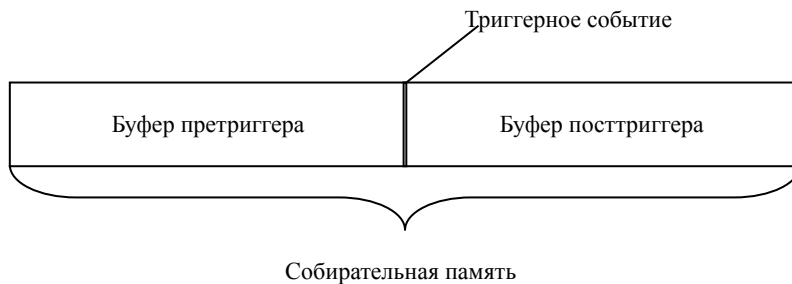 Триггерное событие
Буфер претриггера
Буфер посттриггера
Собирательная память